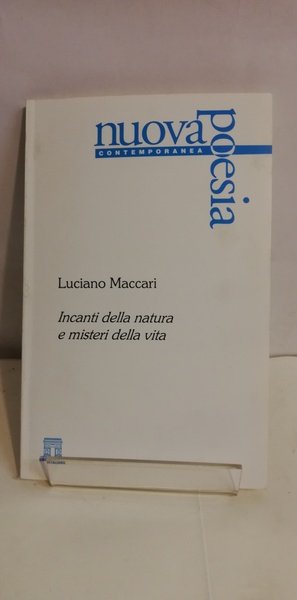 nuova
poesia
CONTEMPORANEA
Luciano Maccari
Incanti della natura
e misteri della vita